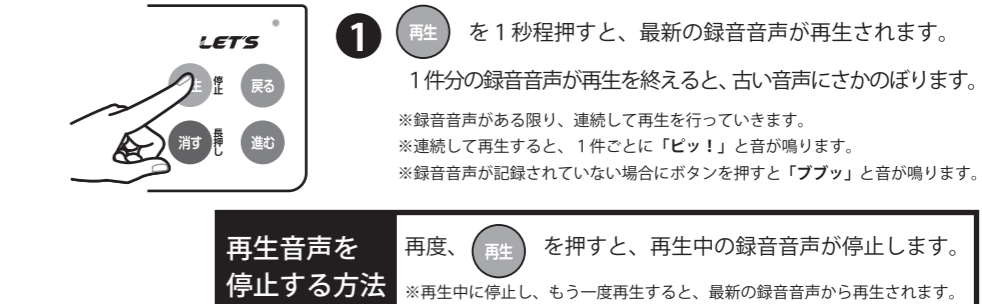 LET'S
生 停止 戻る
消す 長押し 進む
1 再生 を1秒程押すと、最新の録音音声が再生されます。
1件分の録音音声が再生を終えると、古い音声にさかのぼります。
※録音音声がある限り、連続して再生を行っていきます。
※連続して再生すると、1件ごとに「ピッ！」と音が鳴ります。
※録音音声が記録されていない場合にボタンを押すと「ブブッ」と音が鳴ります。
再生音声を
停止する方法
再度、 再生 を押すと、再生中の録音音声が停止します。
※再生中に停止し、もう一度再生すると、最新の録音音声から再生されます。